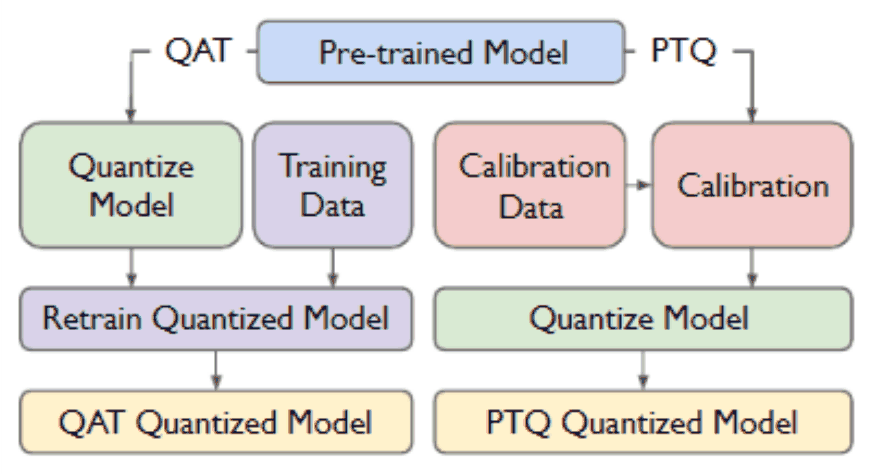 QAT
Pre-trained Model
PTQ
Quantize
Model
Training
Data
Calibration
Data
Calibration
Retrain Quantized Model
Quantize Model
QAT Quantized Model
PTQ Quantized Model